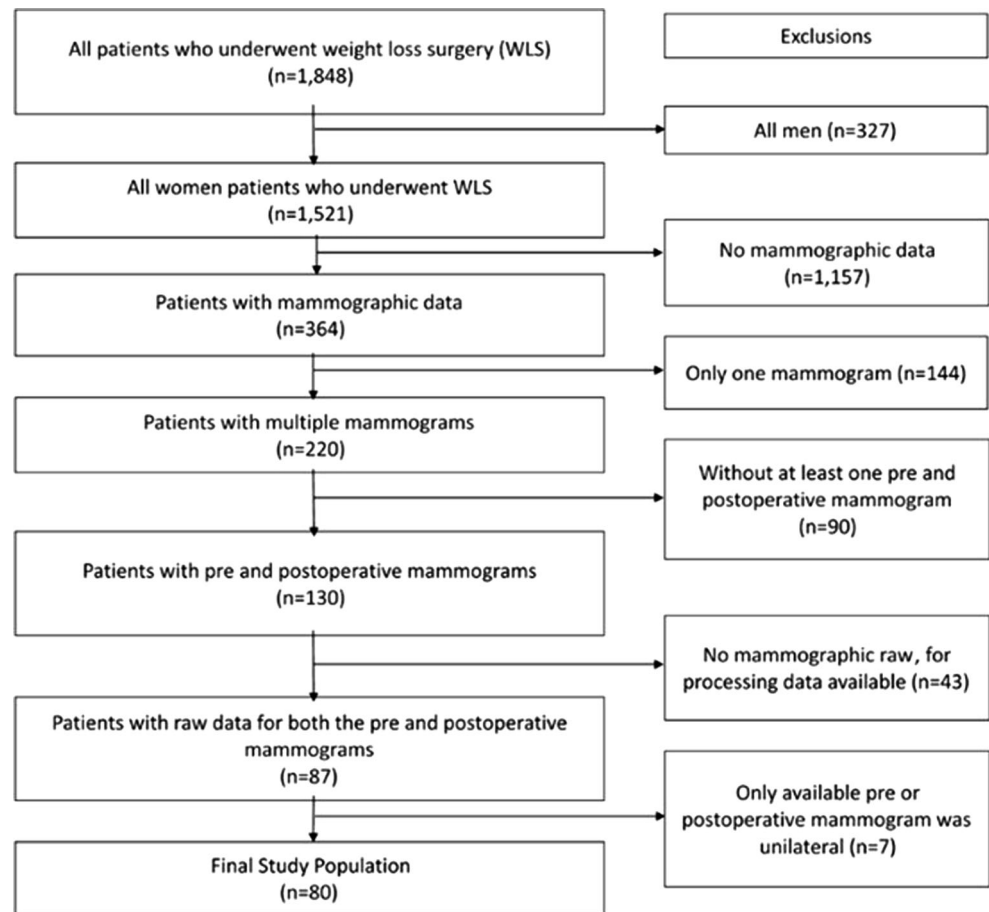 All patients who underwent weight loss surgery (WLS)
(n=1,848)
Exclusions
All men (n=327)
All women patients who underwent WLS
(n=1,521)
No mammographic data
(n=1,157)
Patients with mammographic data
(n=364)
Only one mammogram (n=144)
Patients with multiple mammograms
(n=220)
Without at least one pre and
postoperative mammogram
(n=90)
Patients with pre and postoperative mammograms
(n=130)
No mammographic raw, for
processing data available (n=43)
Patients with raw data for both the pre and postoperative
mammograms
(n=87)
Only available pre or
postoperative mammogram was
unilateral (n=7)
Final Study Population
(n=80)